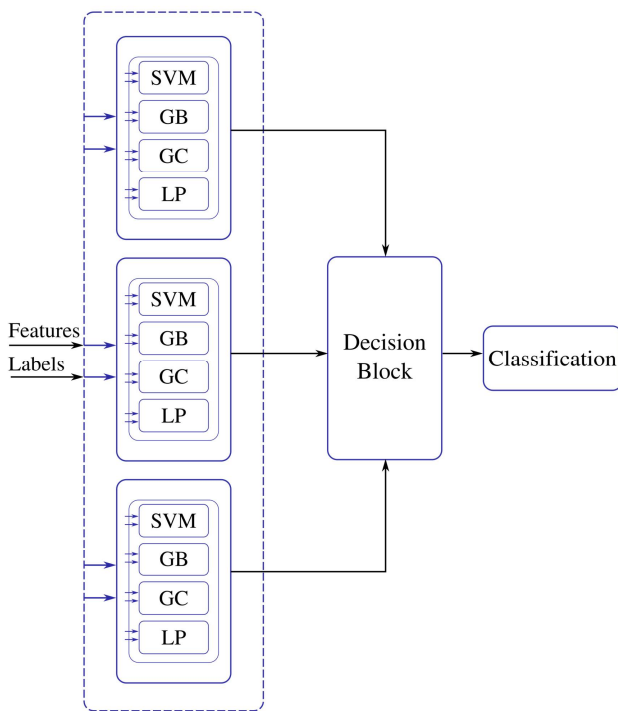 SVM
GB
GC
LP
Features
Labels
SVM
GB
GC
LP
Decision
Block
Classification
SVM
GB
GC
LP